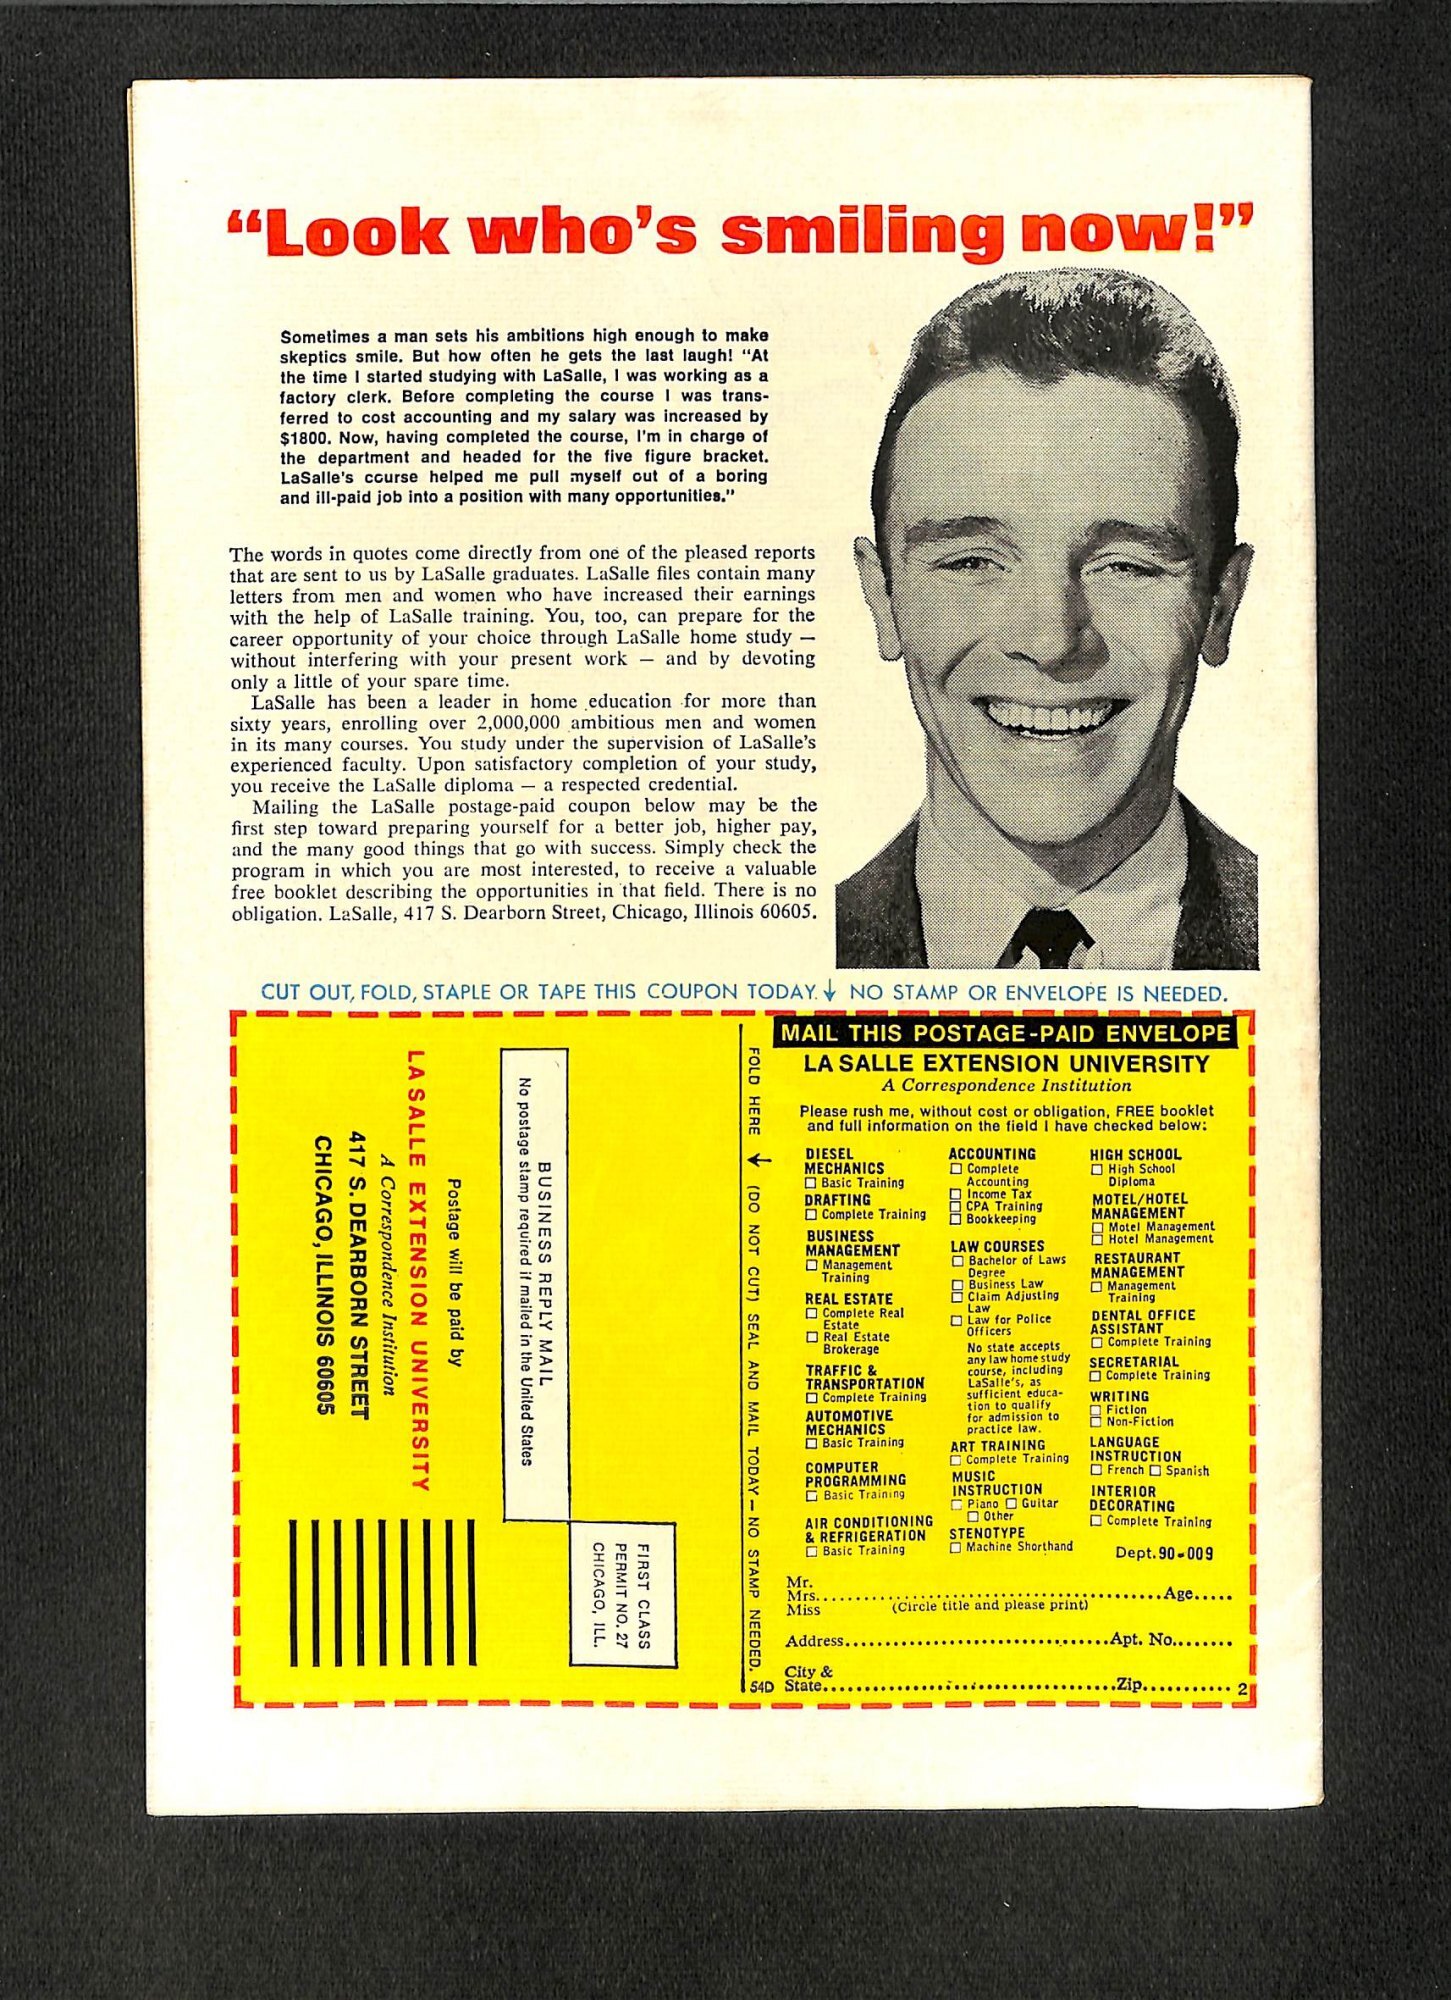 “Look who’s smiling now!”
Sometimes a man sets his ambitions high enough to make
skeptics smile. But how often he gets the last laugh! “At
the time I started studying with LaSalle, I was working as a
factory clerk. Before completing the course I was trans-
ferred to cost accounting and my salary was increased by
$1800. Now, having completed the course, I’m in charge of
the department and headed for the five figure bracket.
LaSalle’s course helped me pull myself out of a boring
and ill-paid job into a position with many opportunities.”
The words in quotes come directly from one of the pleased reports
that are sent to us by LaSalle graduates. LaSalle files contain many
letters from men and women who have increased their earnings
with the help of LaSalle training. You, too, can prepare for the
career opportunity of your choice through LaSalle home study —
without interfering with your present work — and by devoting
only a little of your spare time.
LaSalle has been a leader in home education for more than
sixty years, enrolling over 2,000,000 ambitious men and women
in its many courses. You study under the supervision of LaSalle’s
experienced faculty. Upon satisfactory completion of your study,
you receive the LaSalle diploma — a respected credential.
Mailing the LaSalle postage-paid coupon below may be the
first step toward preparing yourself for a better job, higher pay,
and the many good things that go with success. Simply check the
program in which you are most interested, to receive a valuable
free booklet describing the opportunities in that field. There is no
obligation. LaSalle, 417 S. Dearborn Street, Chicago, Illinois 60605.
CUT OUT, FOLD, STAPLE OR TAPE THIS COUPON TODAY. ↓ NO STAMP OR ENVELOPE IS NEEDED.
FIRST CLASS
PERMIT NO. 27
CHICAGO, ILL.
BUSINESS REPLY MAIL
No postage stamp required if mailed in the United States
Postage will be paid by
LA SALLE EXTENSION UNIVERSITY
A Correspondence Institution
417 S. DEARBORN STREET
CHICAGO, ILLINOIS 60605
FOLD HERE ↓ (DO NOT CUT) SEAL AND MAIL TODAY — NO STAMP NEEDED.
54D
MAIL THIS POSTAGE-PAID ENVELOPE
LA SALLE EXTENSION UNIVERSITY
A Correspondence Institution
Please rush me, without cost or obligation, FREE booklet
and full information on the field I have checked below:
DIESEL
MECHANICS
☐ Basic Training
DRAFTING
☐ Complete Training
BUSINESS
MANAGEMENT
☐ Management
Training
REAL ESTATE
☐ Complete Real
Estate
☐ Real Estate
Brokerage
TRAFFIC &
TRANSPORTATION
☐ Complete Training
AUTOMOTIVE
MECHANICS
☐ Basic Training
COMPUTER
PROGRAMMING
☐ Basic Training
AIR CONDITIONING
& REFRIGERATION
☐ Basic Training
ACCOUNTING
☐ Complete
Accounting
☐ Income Tax
☐ CPA Training
☐ Bookkeeping
LAW COURSES
☐ Bachelor of Laws
Degree
☐ Business Law
☐ Claim Adjusting
Law
☐ Law for Police
Officers
No state accepts
any law home study
course, including
LaSalle’s, as
sufficient educa-
tion to qualify
for admission to
practice law.
ART TRAINING
☐ Complete Training
MUSIC
INSTRUCTION
☐ Piano ☐ Guitar
☐ Other
STENOTYPE
☐ Machine Shorthand
HIGH SCHOOL
☐ High School
Diploma
MOTEL/HOTEL
MANAGEMENT
☐ Motel Management
☐ Hotel Management
RESTAURANT
MANAGEMENT
☐ Management
Training
DENTAL OFFICE
ASSISTANT
☐ Complete Training
SECRETARIAL
☐ Complete Training
WRITING
☐ Fiction
☐ Non-Fiction
LANGUAGE
INSTRUCTION
☐ French ☐ Spanish
INTERIOR
DECORATING
☐ Complete Training
Dept. 90-009
Mr.
Mrs..........................................Age.....
Miss (Circle title and please print)
Address..................................Apt. No........
City &
State......................................Zip........... 2